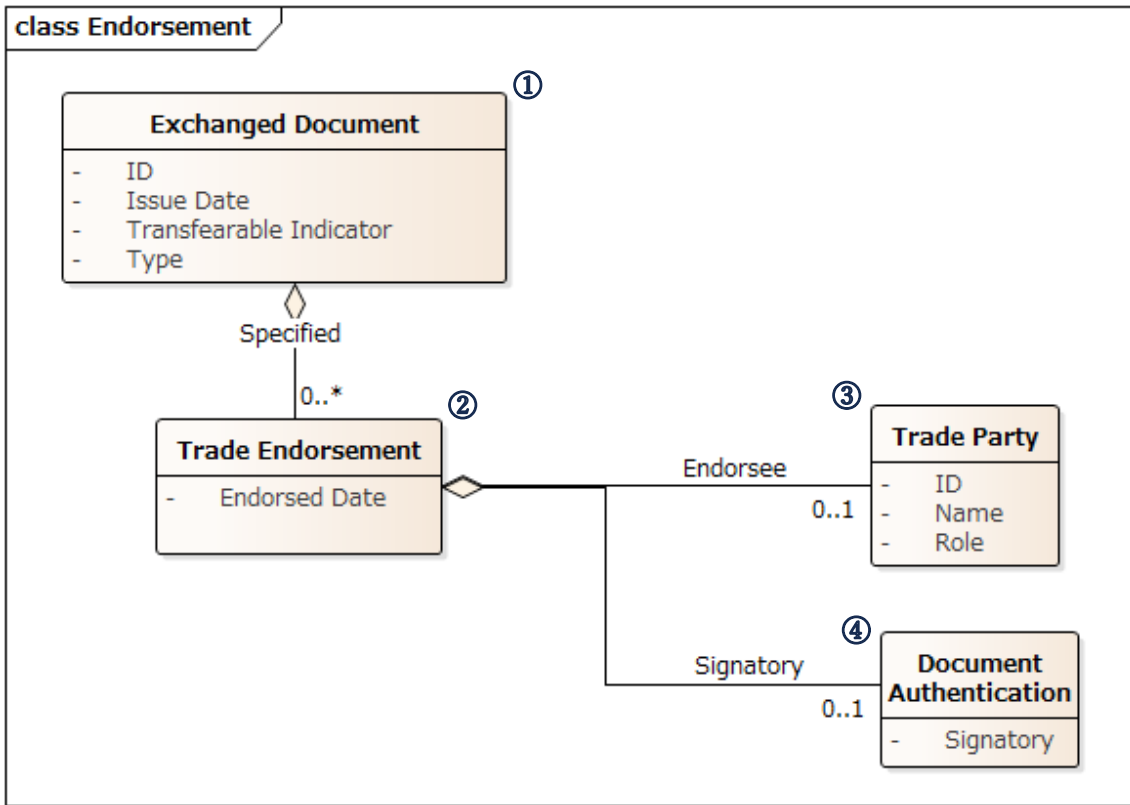 class Endorsement
①
Exchanged Document
- ID
- Issue Date
- Transfearable Indicator
- Type
Specified
0..*
②
Trade Endorsement
- Endorsed Date
Endorsee
0..1
③
Trade Party
- ID
- Name
- Role
Signatory
0..1
④
Document
Authentication
- Signatory